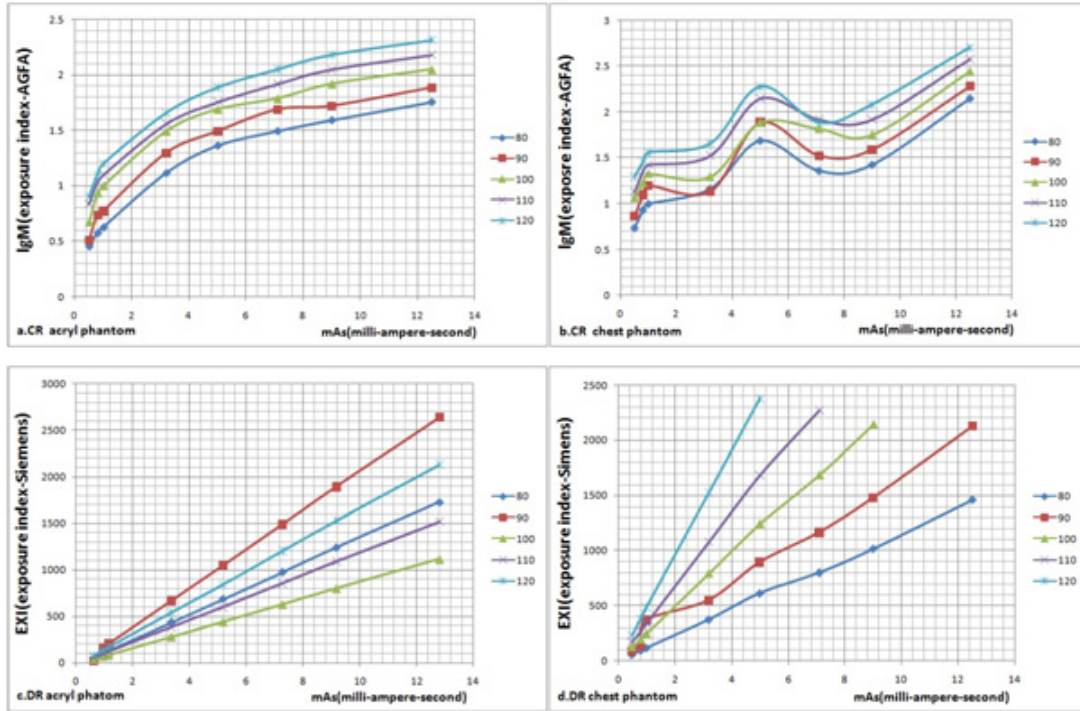 2.5
2
1.5
1
0.5
0
lgM(exposure index-AGFA)
0 2 4 6 8 10 12 14
a.CR acryl phantom
mAs(milli-ampere-second)
80
90
100
110
120
3
2.5
2
1.5
1
0.5
0
lgM(exposre index-AGFA)
0 2 4 6 8 10 12 14
b.CR chest phantom
mAs(milli-ampere-second)
80
90
100
110
120
3000
2500
2000
1500
1000
500
0
EXI(exposure index-Siemens)
0 2 4 6 8 10 12 14
c.DR acryl phatom
mAs(milli-ampere-second)
80
90
100
110
120
2500
2000
1500
1000
500
0
EXI(exposure index-Simens)
0 2 4 6 8 10 12 14
d.DR chest phantom
mAs(milli-ampere-second)
80
90
100
110
120